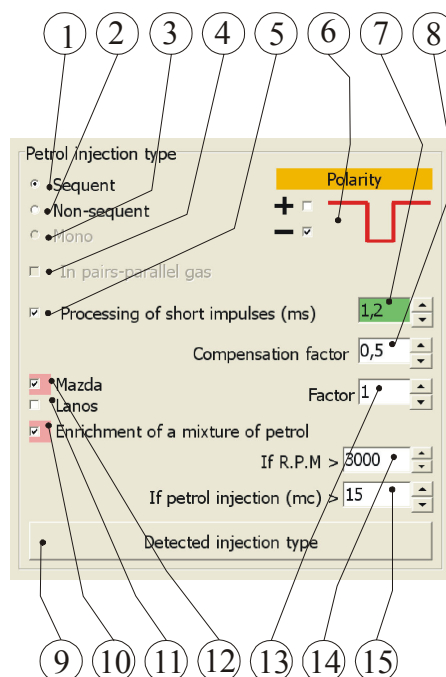 1 2 3 4 5 6 7 8
Petrol injection type
Sequent
Polarity
Non-sequent
+
Mono
−
In pairs-parallel gas
Processing of short impulses (ms) 1,2
Compensation factor 0,5
Mazda
Factor 1
Lanos
Enrichment of a mixture of petrol
If R.P.M > 3000
If petrol injection (mc) > 15
Detected injection type
9 10 11 12 13 14 15